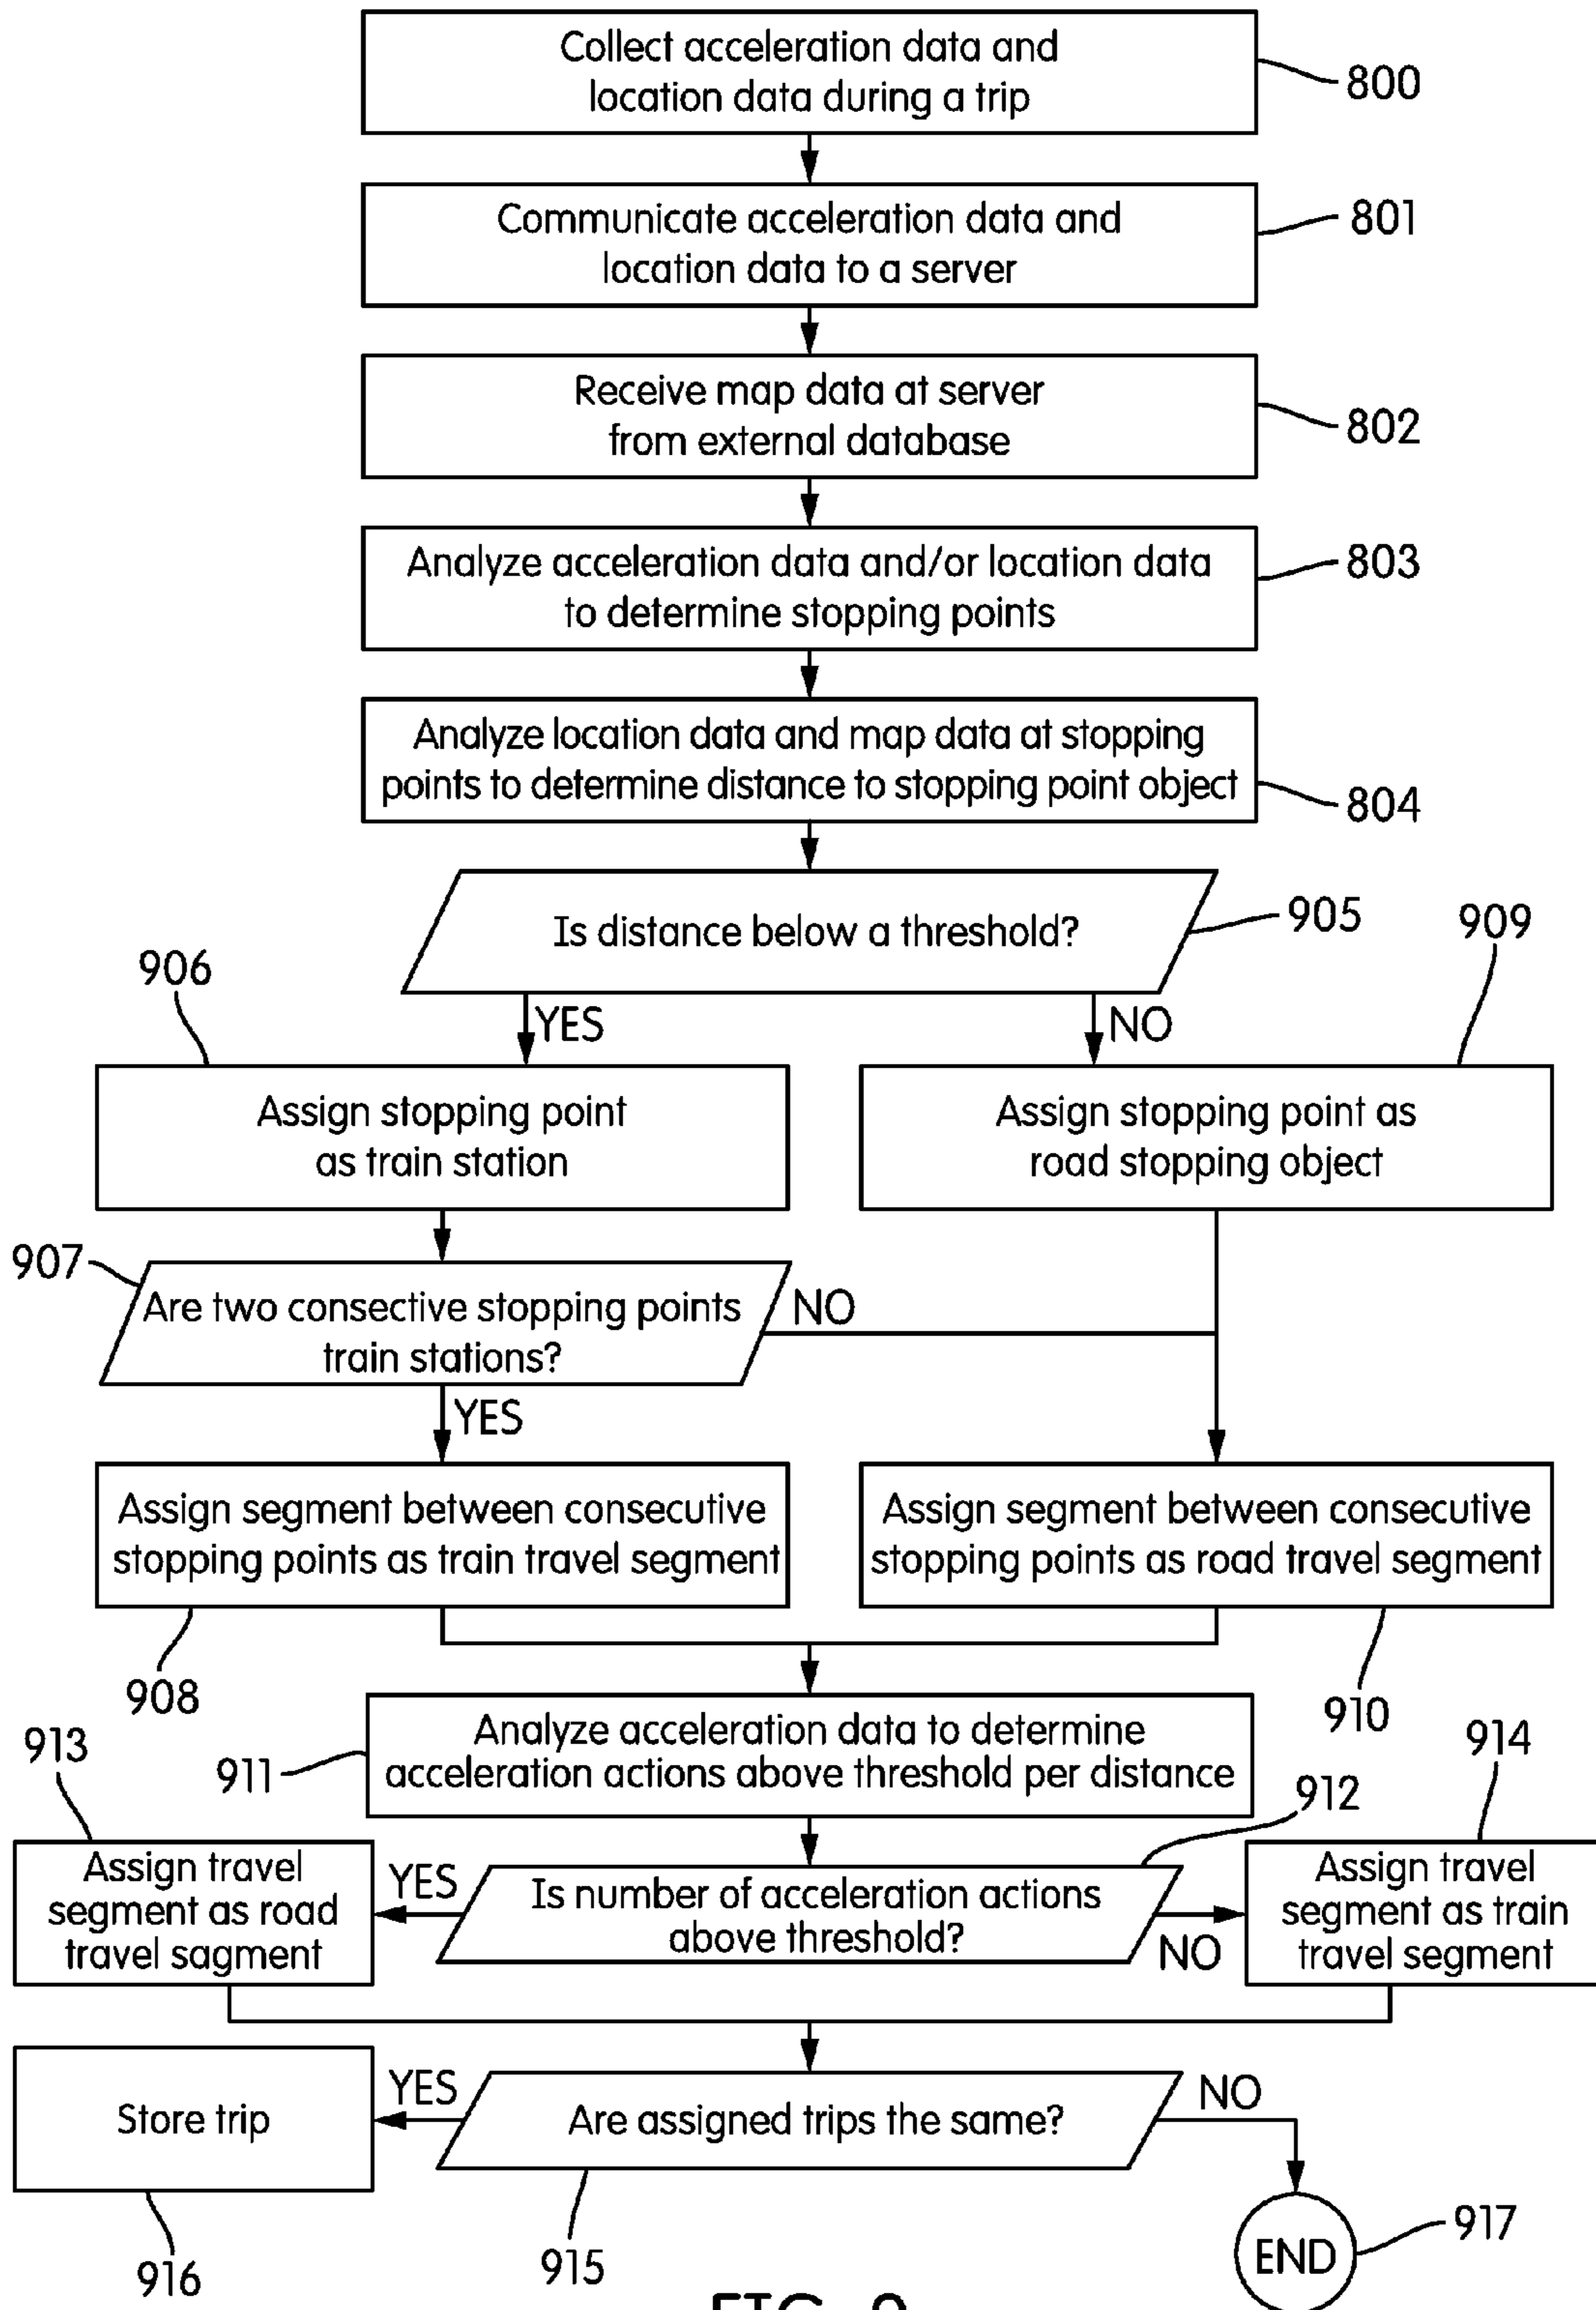 Collect acceleration data and
location data during a trip
800
Communicate acceleration data and
location data to a server
801
Receive map data at server
from external database
802
Analyze acceleration data and/or location data
to determine stopping points
803
Analyze location data and map data at stopping
points to determine distance to stopping point object
804
Is distance below a threshold?
905
909
906
YES
NO
Assign stopping point
as train station
Assign stopping point as
road stopping object
907
Are two consective stopping points
train stations?
NO
YES
Assign segment between consecutive
stopping points as train travel segment
Assign segment between consecutive
stopping points as road travel segment
908
910
Analyze acceleration data to determine
acceleration actions above threshold per distance
911
913
914
912
Assign travel
segment as road
travel sagment
YES
Is number of acceleration actions
above threshold?
NO
Assign travel
segment as train
travel segment
Store trip
YES
Are assigned trips the same?
NO
916
915
END
917